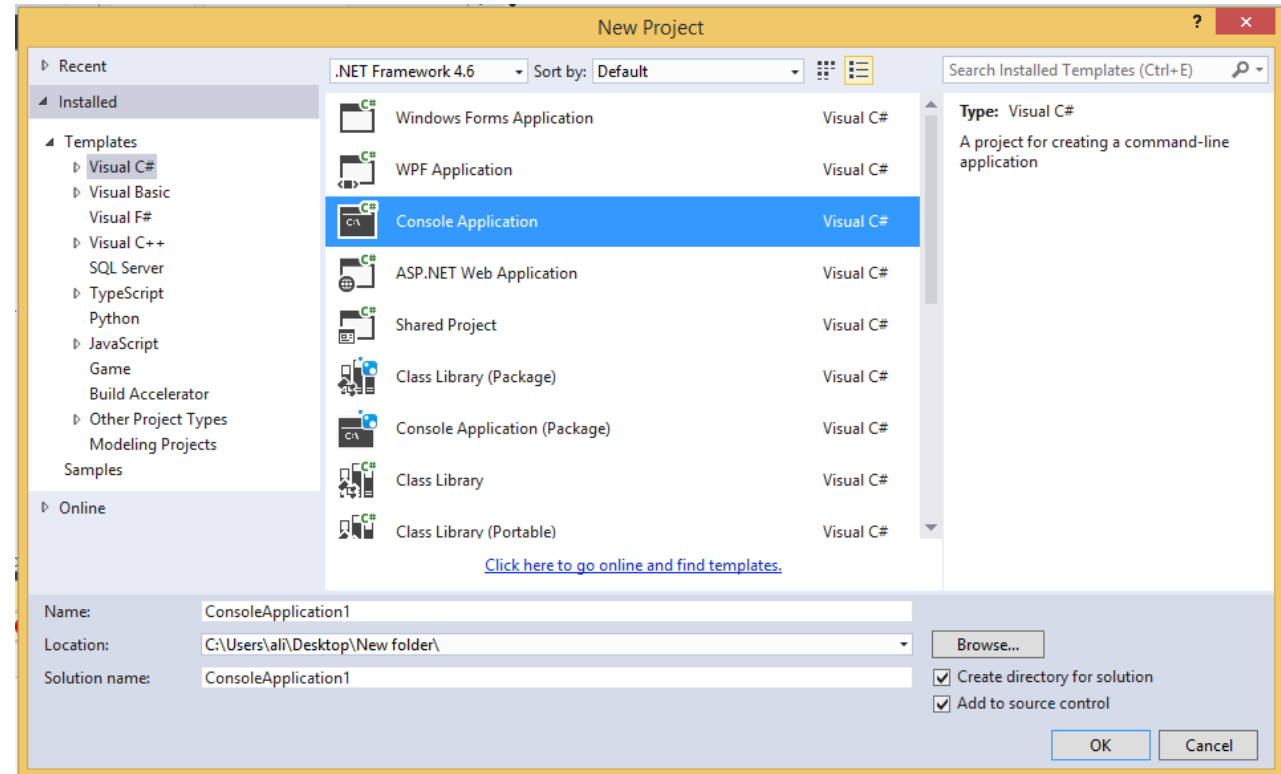 New Project
?
Recent
Installed
Templates
Visual C#
Visual Basic
Visual F#
Visual C++
SQL Server
TypeScript
Python
JavaScript
Game
Build Accelerator
Other Project Types
Modeling Projects
Samples
Online
.NET Framework 4.6 Sort by: Default
C# Windows Forms Application Visual C#
C# WPF Application Visual C#
C# C:\ Console Application Visual C#
C# ASP.NET Web Application Visual C#
C# Shared Project Visual C#
Class Library (Package) Visual C#
C:\ Console Application (Package) Visual C#
C# Class Library Visual C#
C# Class Library (Portable) Visual C#
Click here to go online and find templates.
Search Installed Templates (Ctrl+E)
Type: Visual C#
A project for creating a command-line
application
Name: ConsoleApplication1
Location: C:\Users\ali\Desktop\New folder\ Browse...
Solution name: ConsoleApplication1
Create directory for solution
Add to source control
OK Cancel